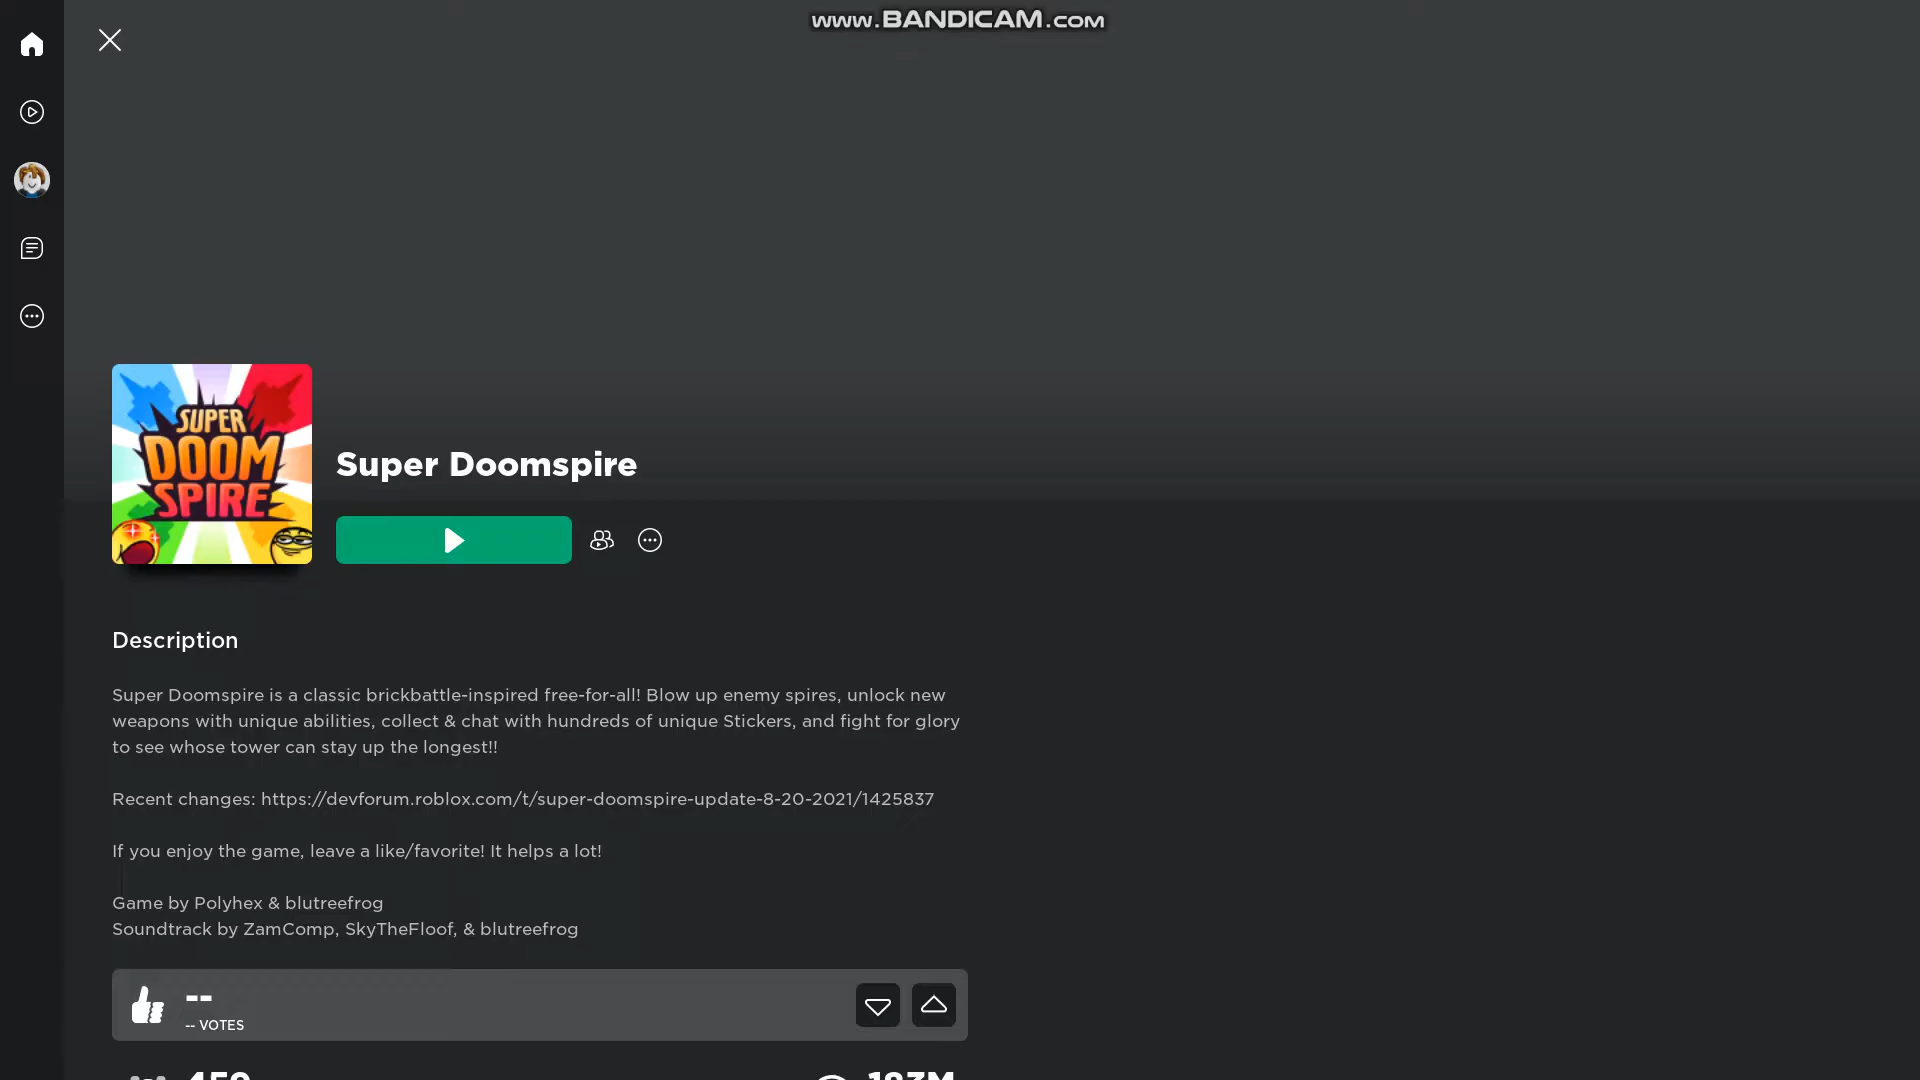 www.BANDICAM.com
SUPER
DOOM
SPIRE
Super Doomspire
Description
Super Doomspire is a classic brickbattle-inspired free-for-all! Blow up enemy spires, unlock new
weapons with unique abilities, collect & chat with hundreds of unique Stickers, and fight for glory
to see whose tower can stay up the longest!!
Recent changes: https://devforum.roblox.com/t/super-doomspire-update-8-20-2021/1425837
If you enjoy the game, leave a like/favorite! It helps a lot!
Game by Polyhex & blutreefrog
Soundtrack by ZamComp, SkyTheFloof, & blutreefrog
--
-- VOTES